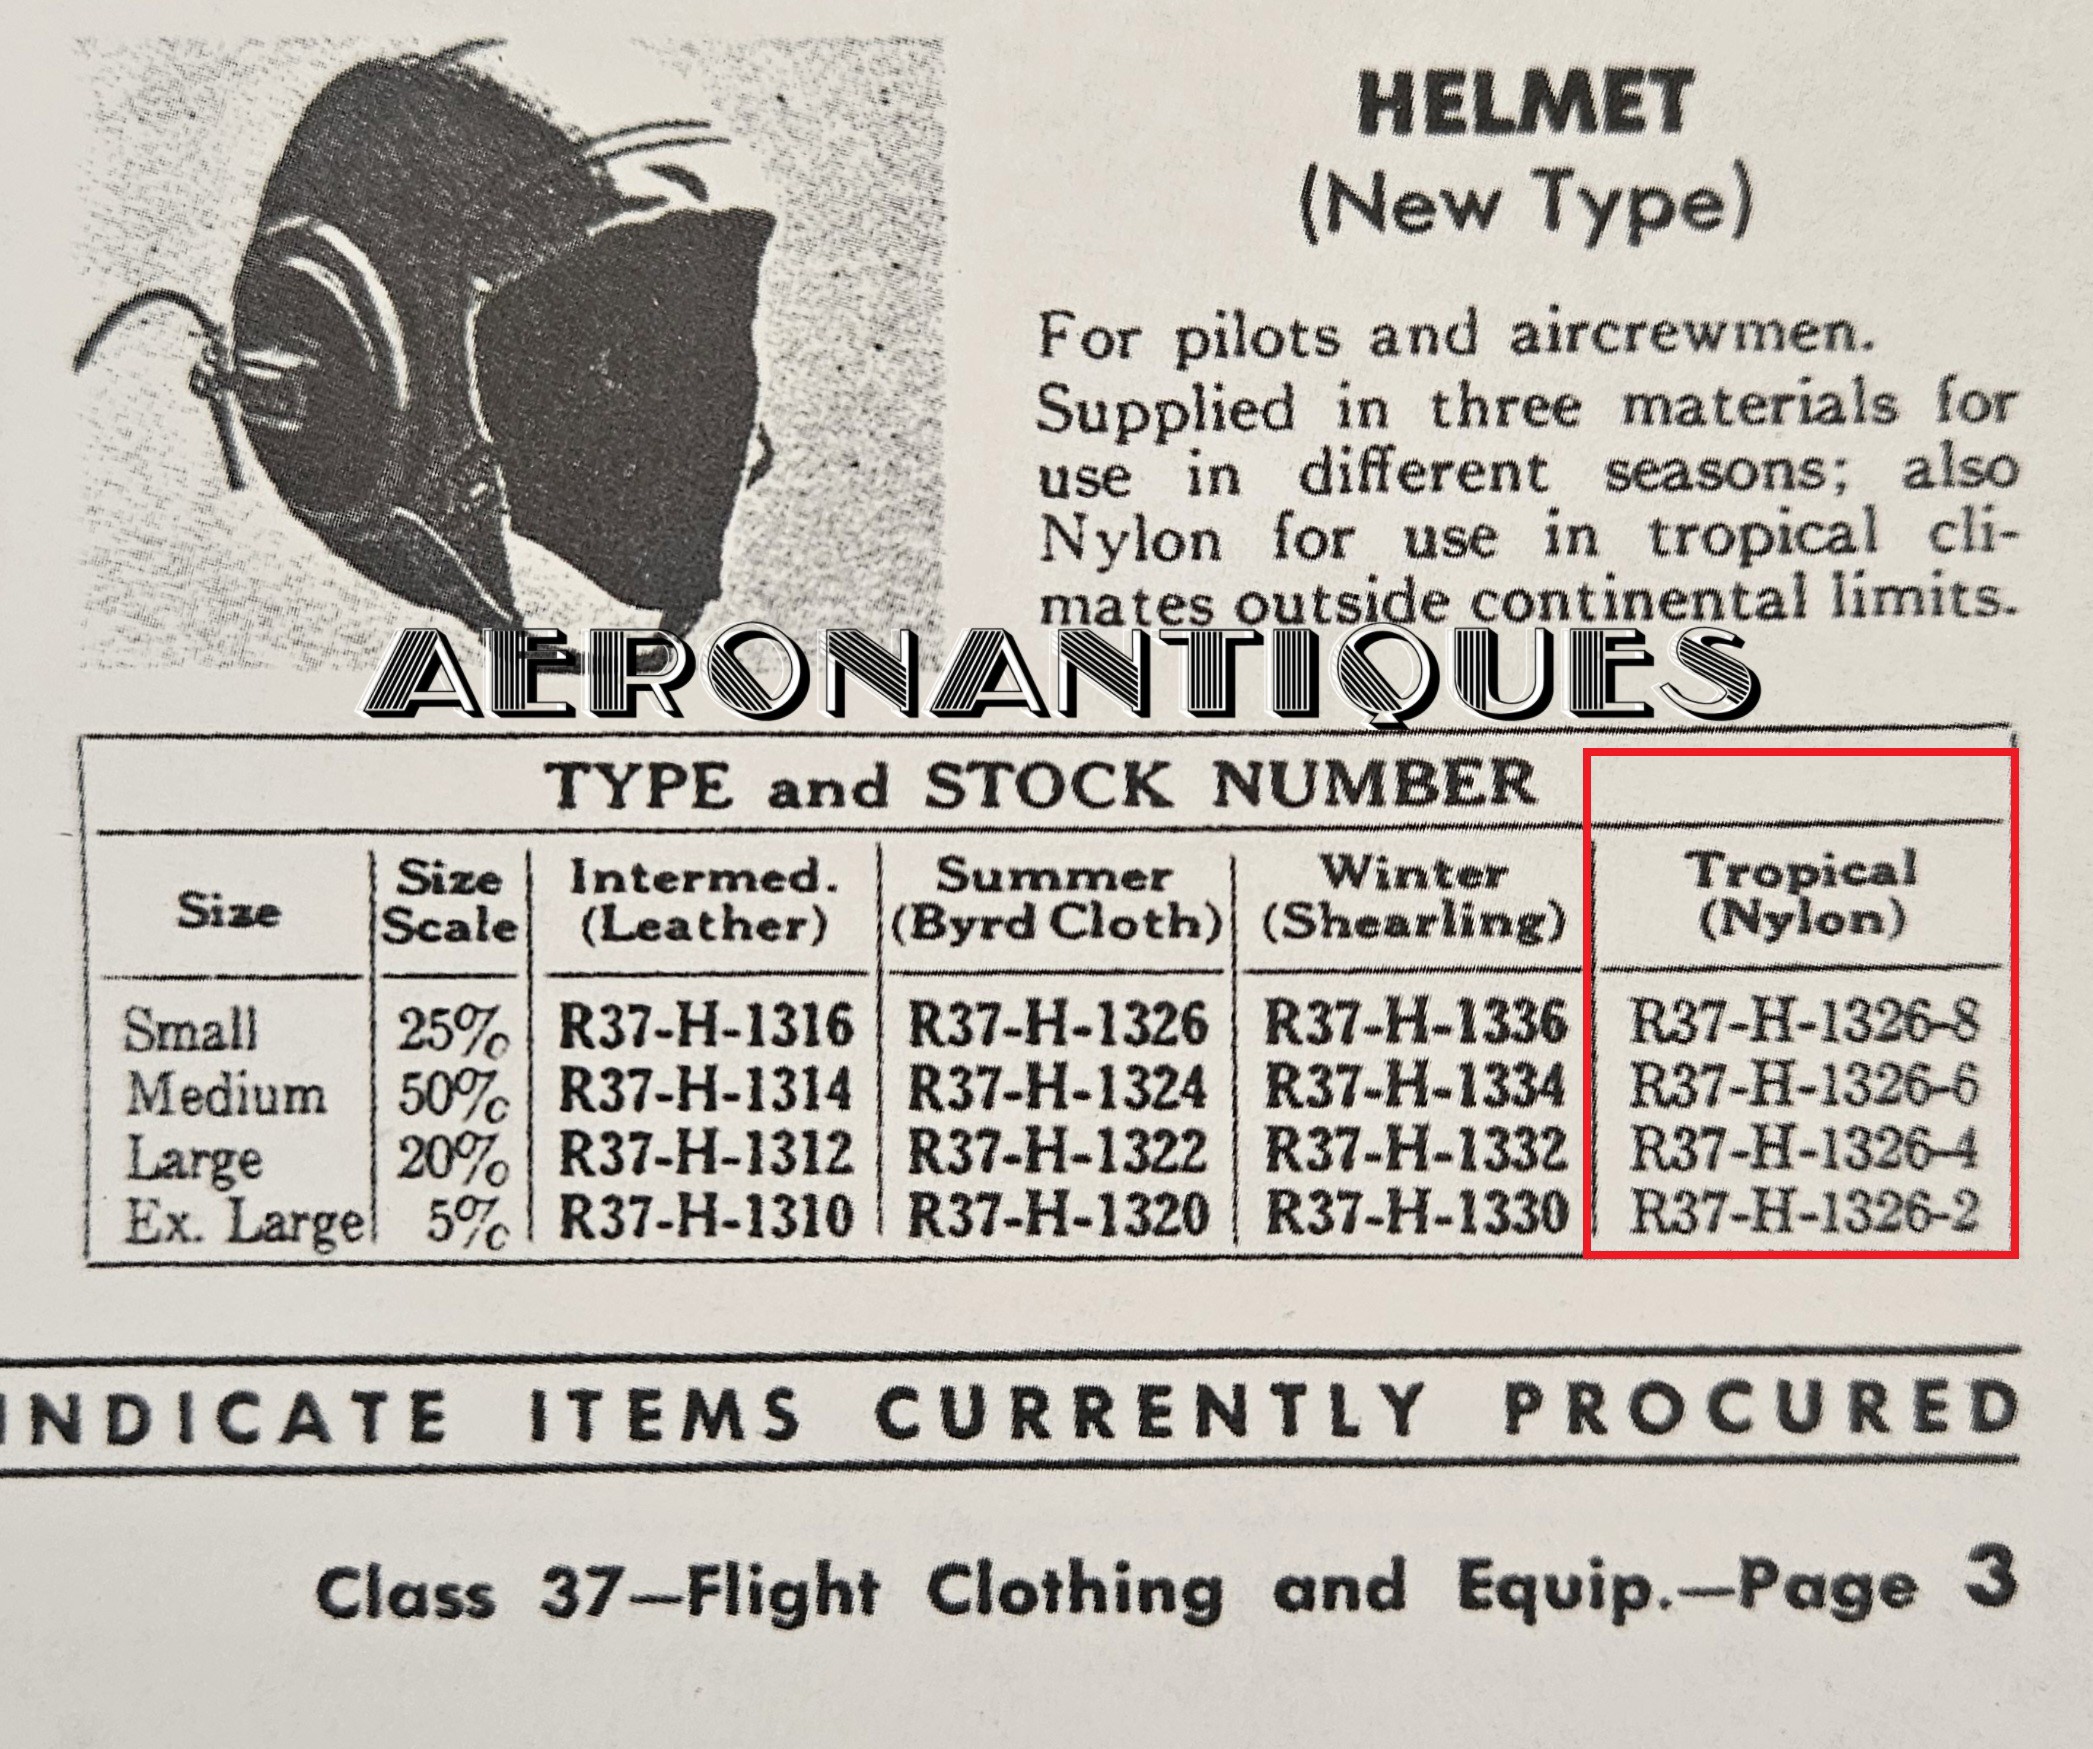 HELMET
(New Type)
For pilots and aircrewmen.
Supplied in three materials for
use in different seasons; also
Nylon for use in tropical cli-
mates outside continental limits.
AERONANTIQUES
TYPE and STOCK NUMBER
Size Size Scale Intermed. (Leather) Summer (Byrd Cloth) Winter (Shearling) Tropical (Nylon)
Small 25% R37-H-1316 R37-H-1326 R37-H-1336 R37-H-1326-8
Medium 50% R37-H-1314 R37-H-1324 R37-H-1334 R37-H-1326-6
Large 20% R37-H-1312 R37-H-1322 R37-H-1332 R37-H-1326-4
Ex. Large 5% R37-H-1310 R37-H-1320 R37-H-1330 R37-H-1326-2
INDICATE ITEMS CURRENTLY PROCURED
Class 37—Flight Clothing and Equip.—Page 3